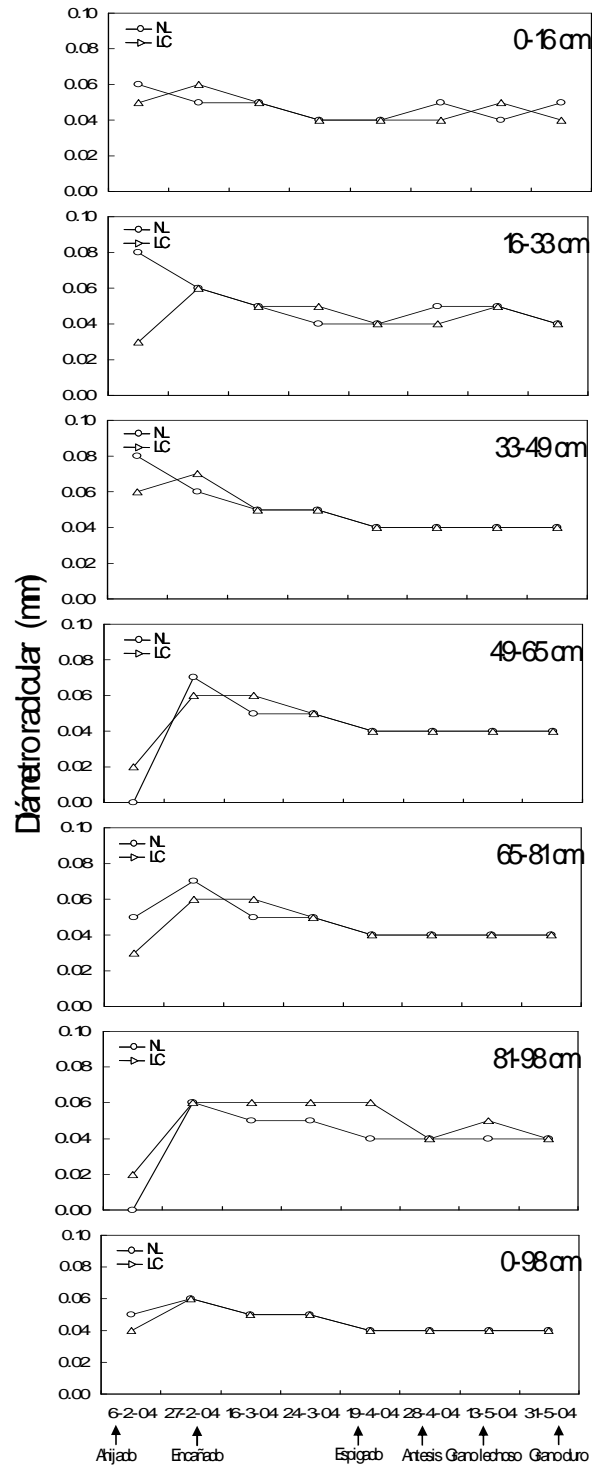 0.10
NL
LC
0-16 cm
0.08
0.06
0.04
0.02
0.00
0.10
NL
LC
16-33 cm
0.08
0.06
0.04
0.02
0.00
0.10
NL
LC
33-49 cm
0.08
0.06
0.04
0.02
0.00
Diámetro radicular (mm)
0.10
NL
LC
49-65 cm
0.08
0.06
0.04
0.02
0.00
0.10
NL
LC
65-81 cm
0.08
0.06
0.04
0.02
0.00
0.10
NL
LC
81-98 cm
0.08
0.06
0.04
0.02
0.00
0.10
NL
LC
0-98 cm
0.08
0.06
0.04
0.02
0.00
6-2-04 27-2-04 16-3-04 24-3-04 19-4-04 28-4-04 13-5-04 31-5-04
Ahijado Encañado Espigado Antesis Grano lechoso Grano duro